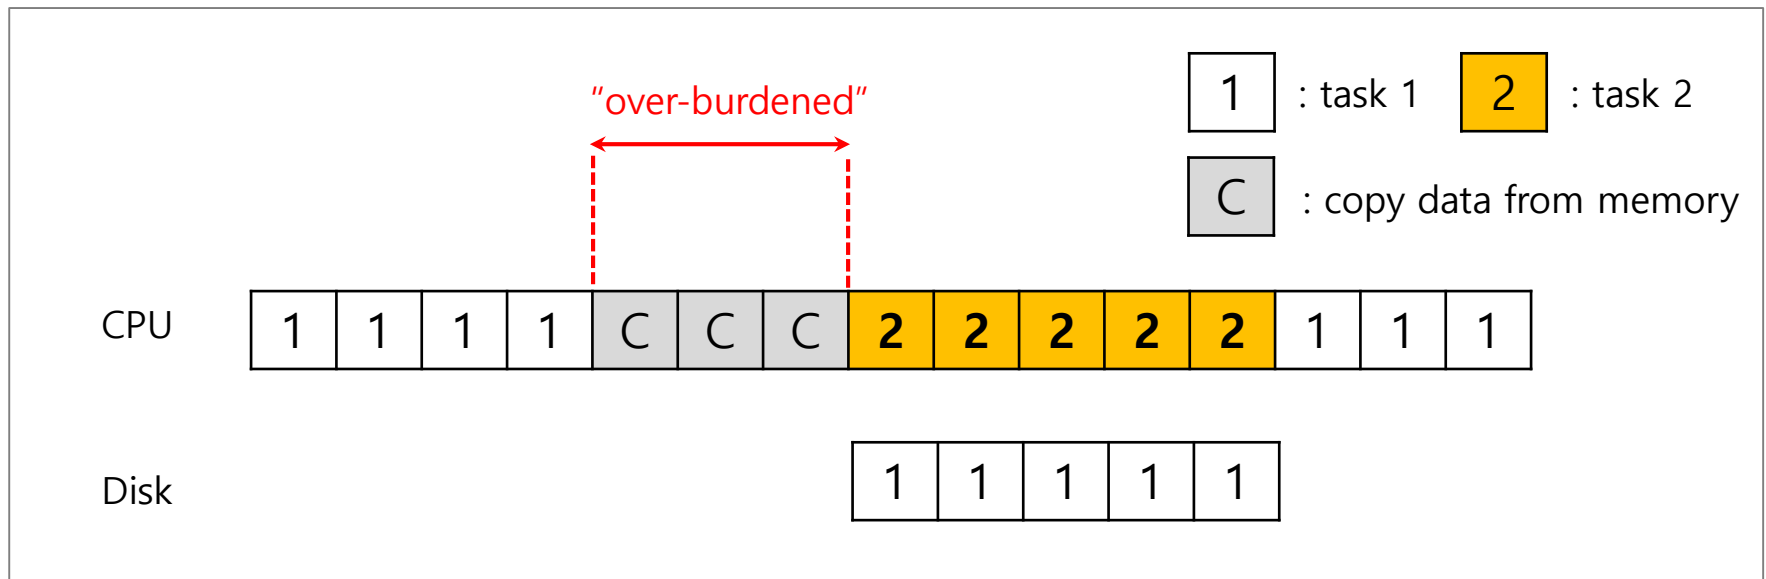 “over-burdened”
1 : task 1 2 : task 2
C : copy data from memory
CPU 1 1 1 1 C C C 2 2 2 2 2 1 1 1
Disk 1 1 1 1 1